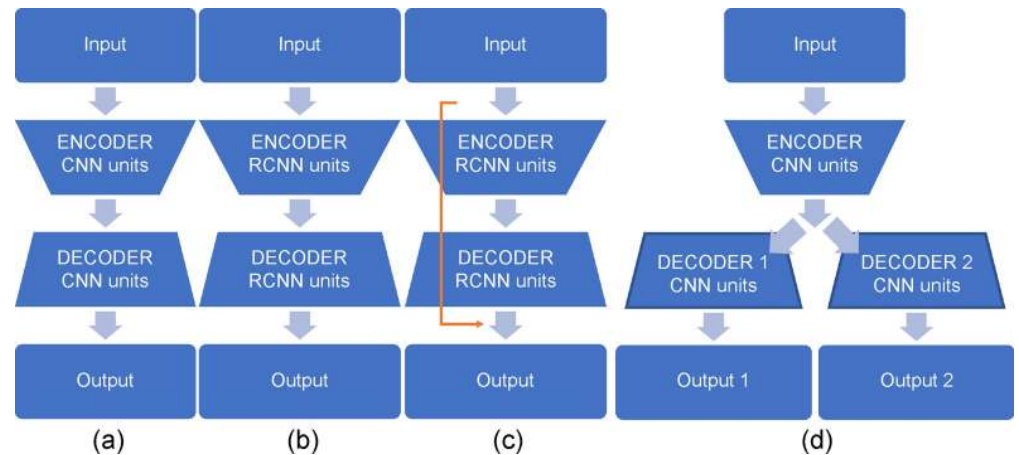 Input
ENCODER
CNN units
DECODER
CNN units
Output
(a)
Input
ENCODER
RCNN units
DECODER
RCNN units
Output
(b)
Input
ENCODER
RCNN units
DECODER
RCNN units
Output
(c)
Input
ENCODER
CNN units
DECODER 1
CNN units
DECODER 2
CNN units
Output 1
Output 2
(d)